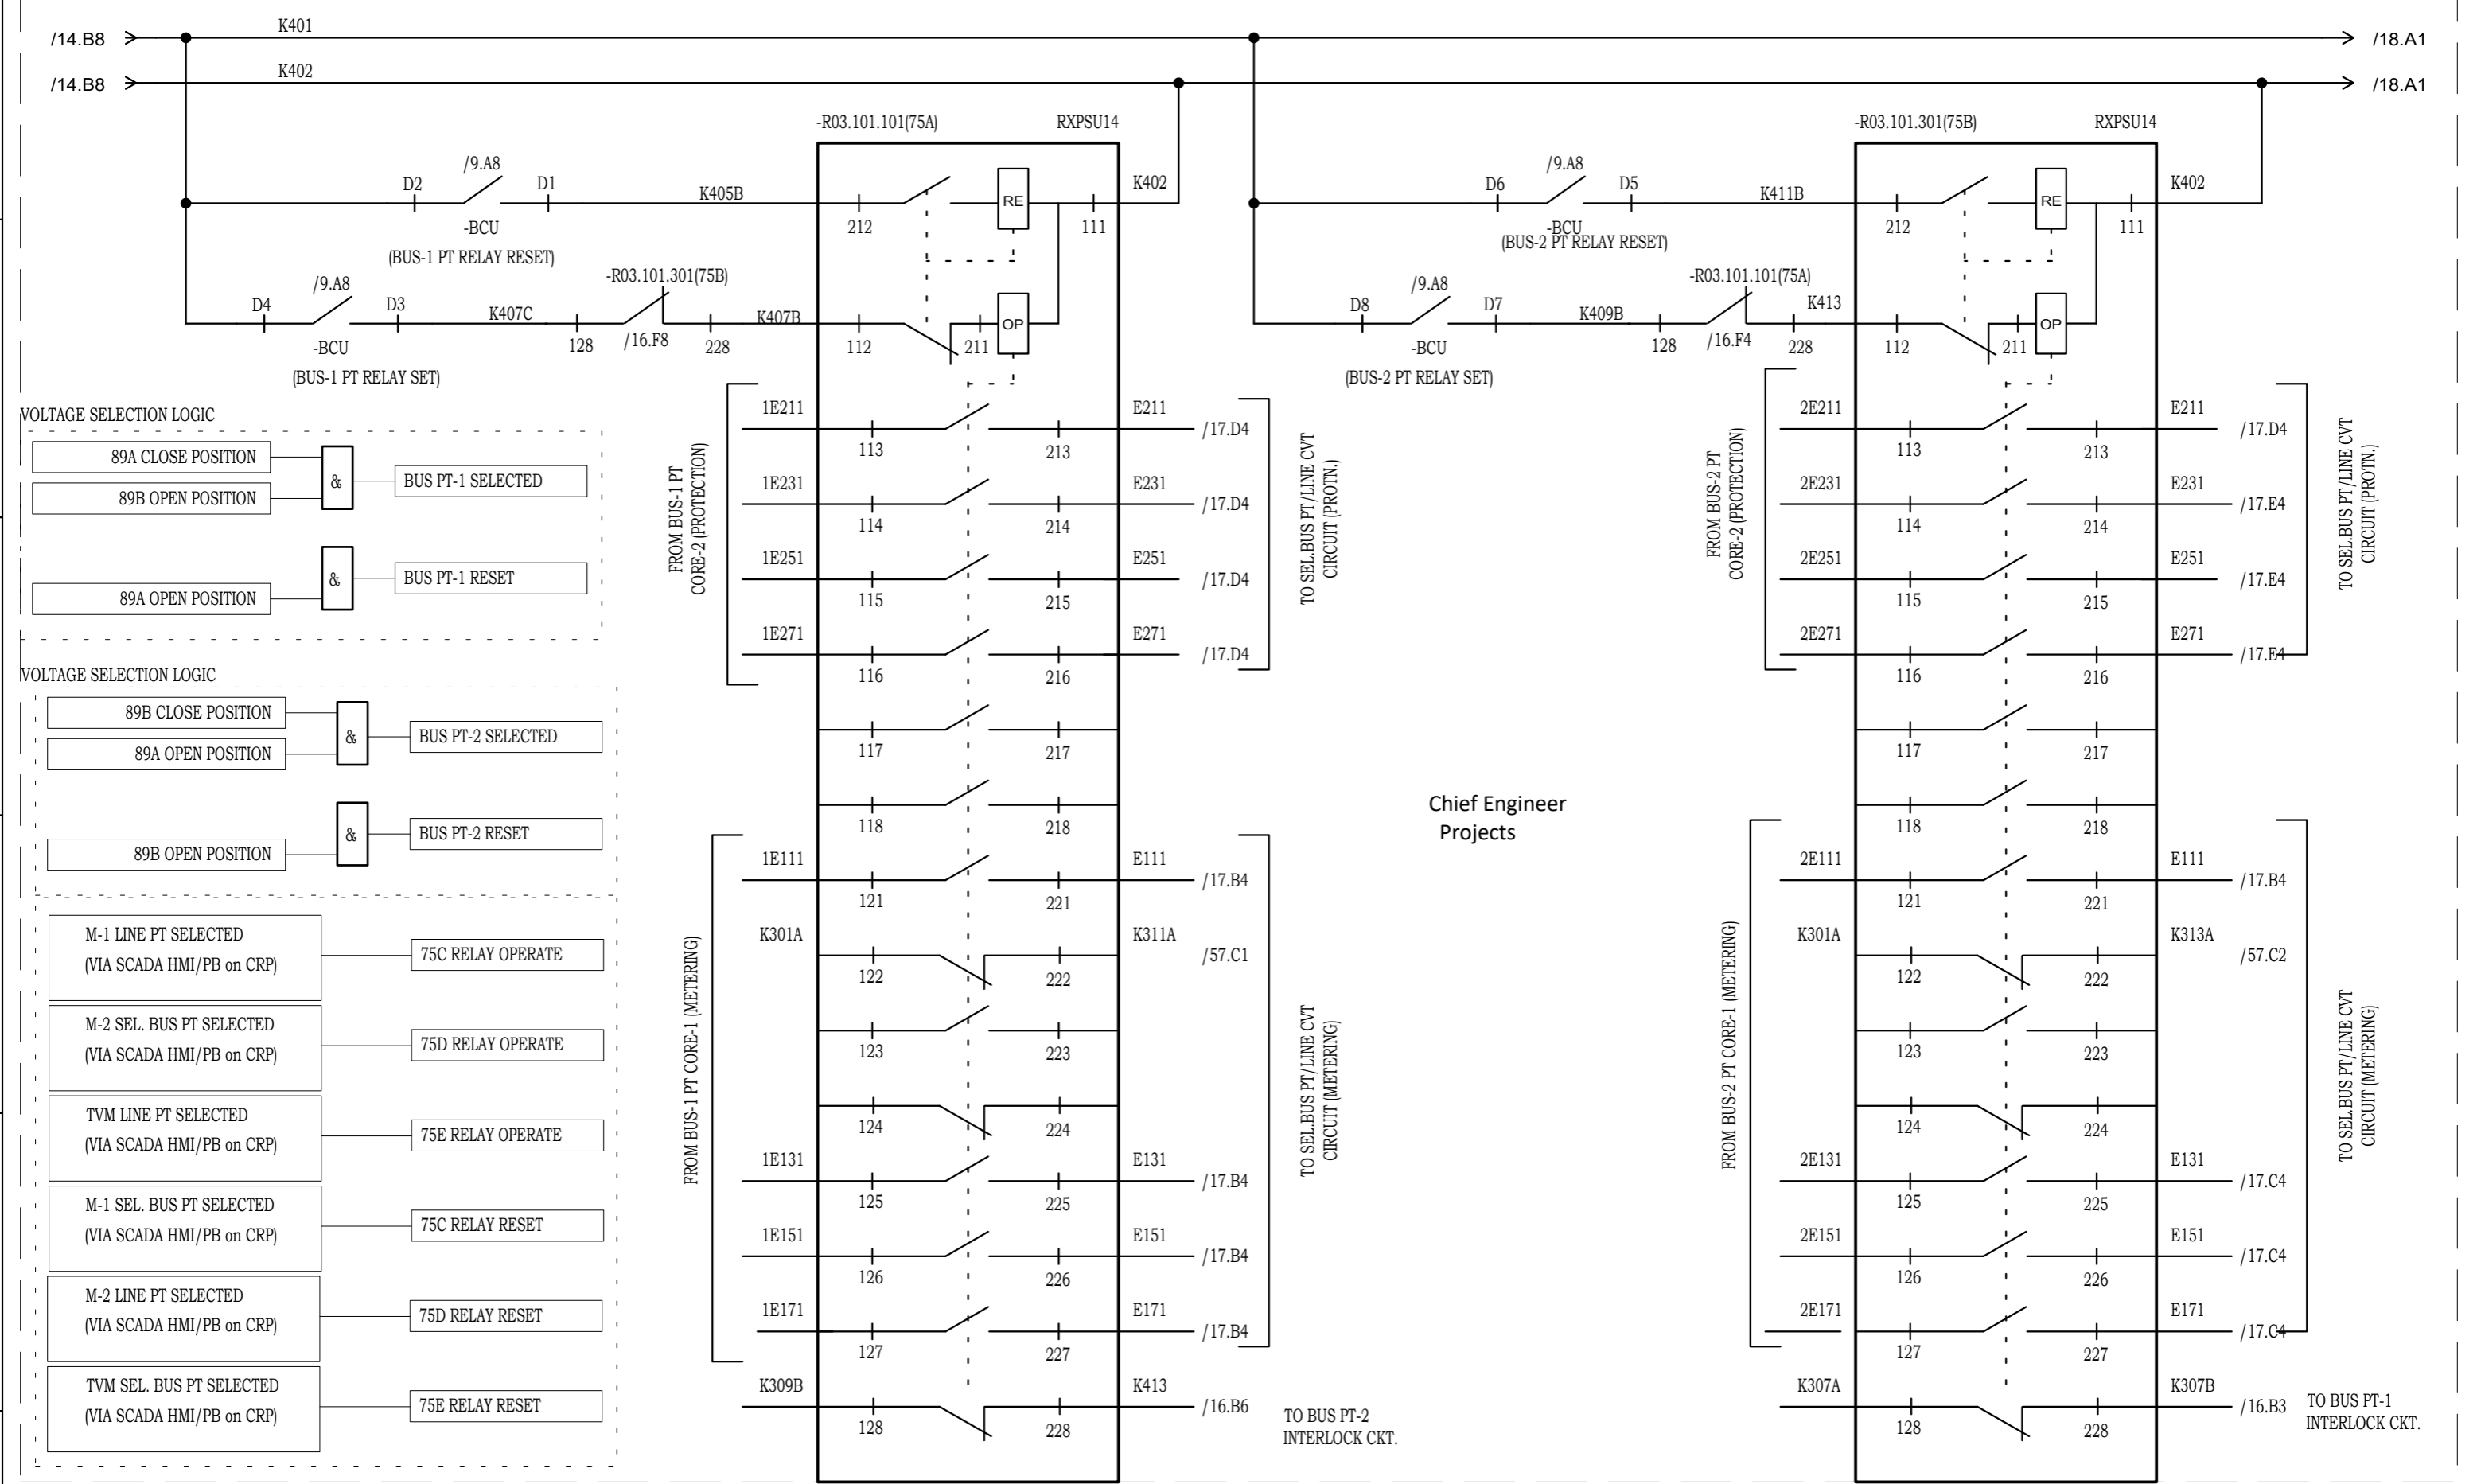 /14.B8 K401 /18.A1
/14.B8 K402 /18.A1
-R03.101.101(75A) RXPSU14 -R03.101.301(75B) RXPSU14
/9.A8 /9.A8
D2 D1 K405B K402 D6 D5 K411B K402
RE RE
-BCU 212 111 -BCU 212 111
(BUS-1 PT RELAY RESET) (BUS-2 PT RELAY RESET)
/9.A8 -R03.101.301(75B) /9.A8 -R03.101.101(75A)
D4 D3 K407C K407B D8 D7 K409B K413
OP OP
-BCU 128 /16.F8 228 112 211 -BCU 128 /16.F4 228 112 211
(BUS-1 PT RELAY SET) (BUS-2 PT RELAY SET)
VOLTAGE SELECTION LOGIC
89A CLOSE POSITION
& BUS PT-1 SELECTED
89B OPEN POSITION
& BUS PT-1 RESET
89A OPEN POSITION
VOLTAGE SELECTION LOGIC
89B CLOSE POSITION
& BUS PT-2 SELECTED
89A OPEN POSITION
& BUS PT-2 RESET
89B OPEN POSITION
M-1 LINE PT SELECTED
(VIA SCADA HMI/PB on CRP)
75C RELAY OPERATE
M-2 SEL. BUS PT SELECTED
(VIA SCADA HMI/PB on CRP)
75D RELAY OPERATE
TVM LINE PT SELECTED
(VIA SCADA HMI/PB on CRP)
75E RELAY OPERATE
M-1 SEL. BUS PT SELECTED
(VIA SCADA HMI/PB on CRP)
75C RELAY RESET
M-2 LINE PT SELECTED
(VIA SCADA HMI/PB on CRP)
75D RELAY RESET
TVM SEL. BUS PT SELECTED
(VIA SCADA HMI/PB on CRP)
75E RELAY RESET
FROM BUS-1 PT
CORE-2 (PROTECTION)
1E211 E211
113 213 /17.D4
1E231 E231
114 214 /17.D4
1E251 E251
115 215 /17.D4
1E271 E271
116 216 /17.D4
TO SEL.BUS PT/LINE CVT
CIRCUIT (PROTN.)
117 217
118 218
FROM BUS-1 PT CORE-1 (METERING)
1E111 E111
121 221 /17.B4
K301A K311A
122 222 /57.C1
123 223
124 224
1E131 E131
125 225 /17.B4
1E151 E151
126 226 /17.B4
1E171 E171
127 227 /17.B4
TO SEL.BUS PT/LINE CVT
CIRCUIT (METERING)
K309B K413
128 228 /16.B6
TO BUS PT-2
INTERLOCK CKT.
Chief Engineer
Projects
FROM BUS-2 PT
CORE-2 (PROTECTION)
2E211 E211
113 213 /17.D4
2E231 E231
114 214 /17.E4
2E251 E251
115 215 /17.E4
2E271 E271
116 216 /17.E4
TO SEL.BUS PT/LINE CVT
CIRCUIT (PROTN.)
117 217
118 218
FROM BUS-2 PT CORE-1 (METERING)
2E111 E111
121 221 /17.B4
K301A K313A
122 222 /57.C2
123 223
124 224
2E131 E131
125 225 /17.C4
2E151 E151
126 226 /17.C4
2E171 E171
127 227 /17.C4
TO SEL.BUS PT/LINE CVT
CIRCUIT (METERING)
K307A K307B
128 228 /16.B3
TO BUS PT-1
INTERLOCK CKT.